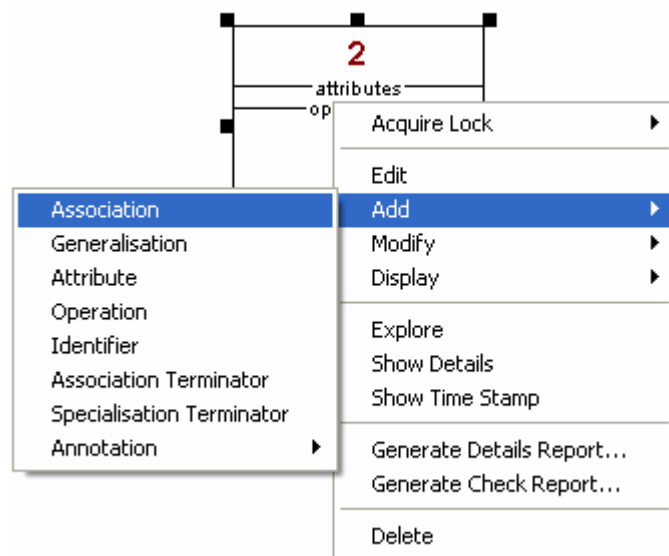 2
attributes
op
Acquire Lock
Edit
Add
Modify
Display
Explore
Show Details
Show Time Stamp
Generate Details Report...
Generate Check Report...
Delete
Association
Generalisation
Attribute
Operation
Identifier
Association Terminator
Specialisation Terminator
Annotation